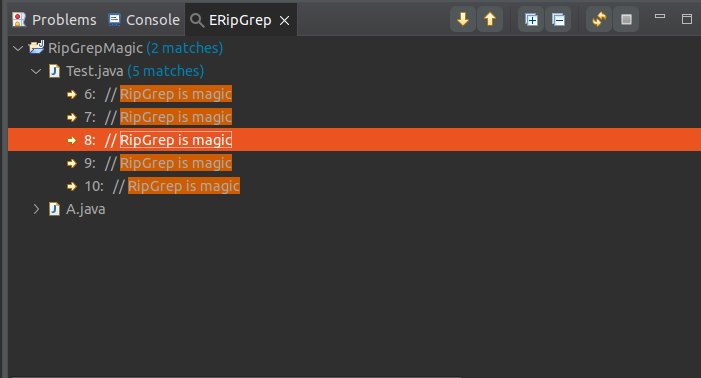 Problems Console ERipGrep
RipGrepMagic (2 matches)
Test.java (5 matches)
6: // RipGrep is magic
7: // RipGrep is magic
8: // RipGrep is magic
9: // RipGrep is magic
10: // RipGrep is magic
A.java